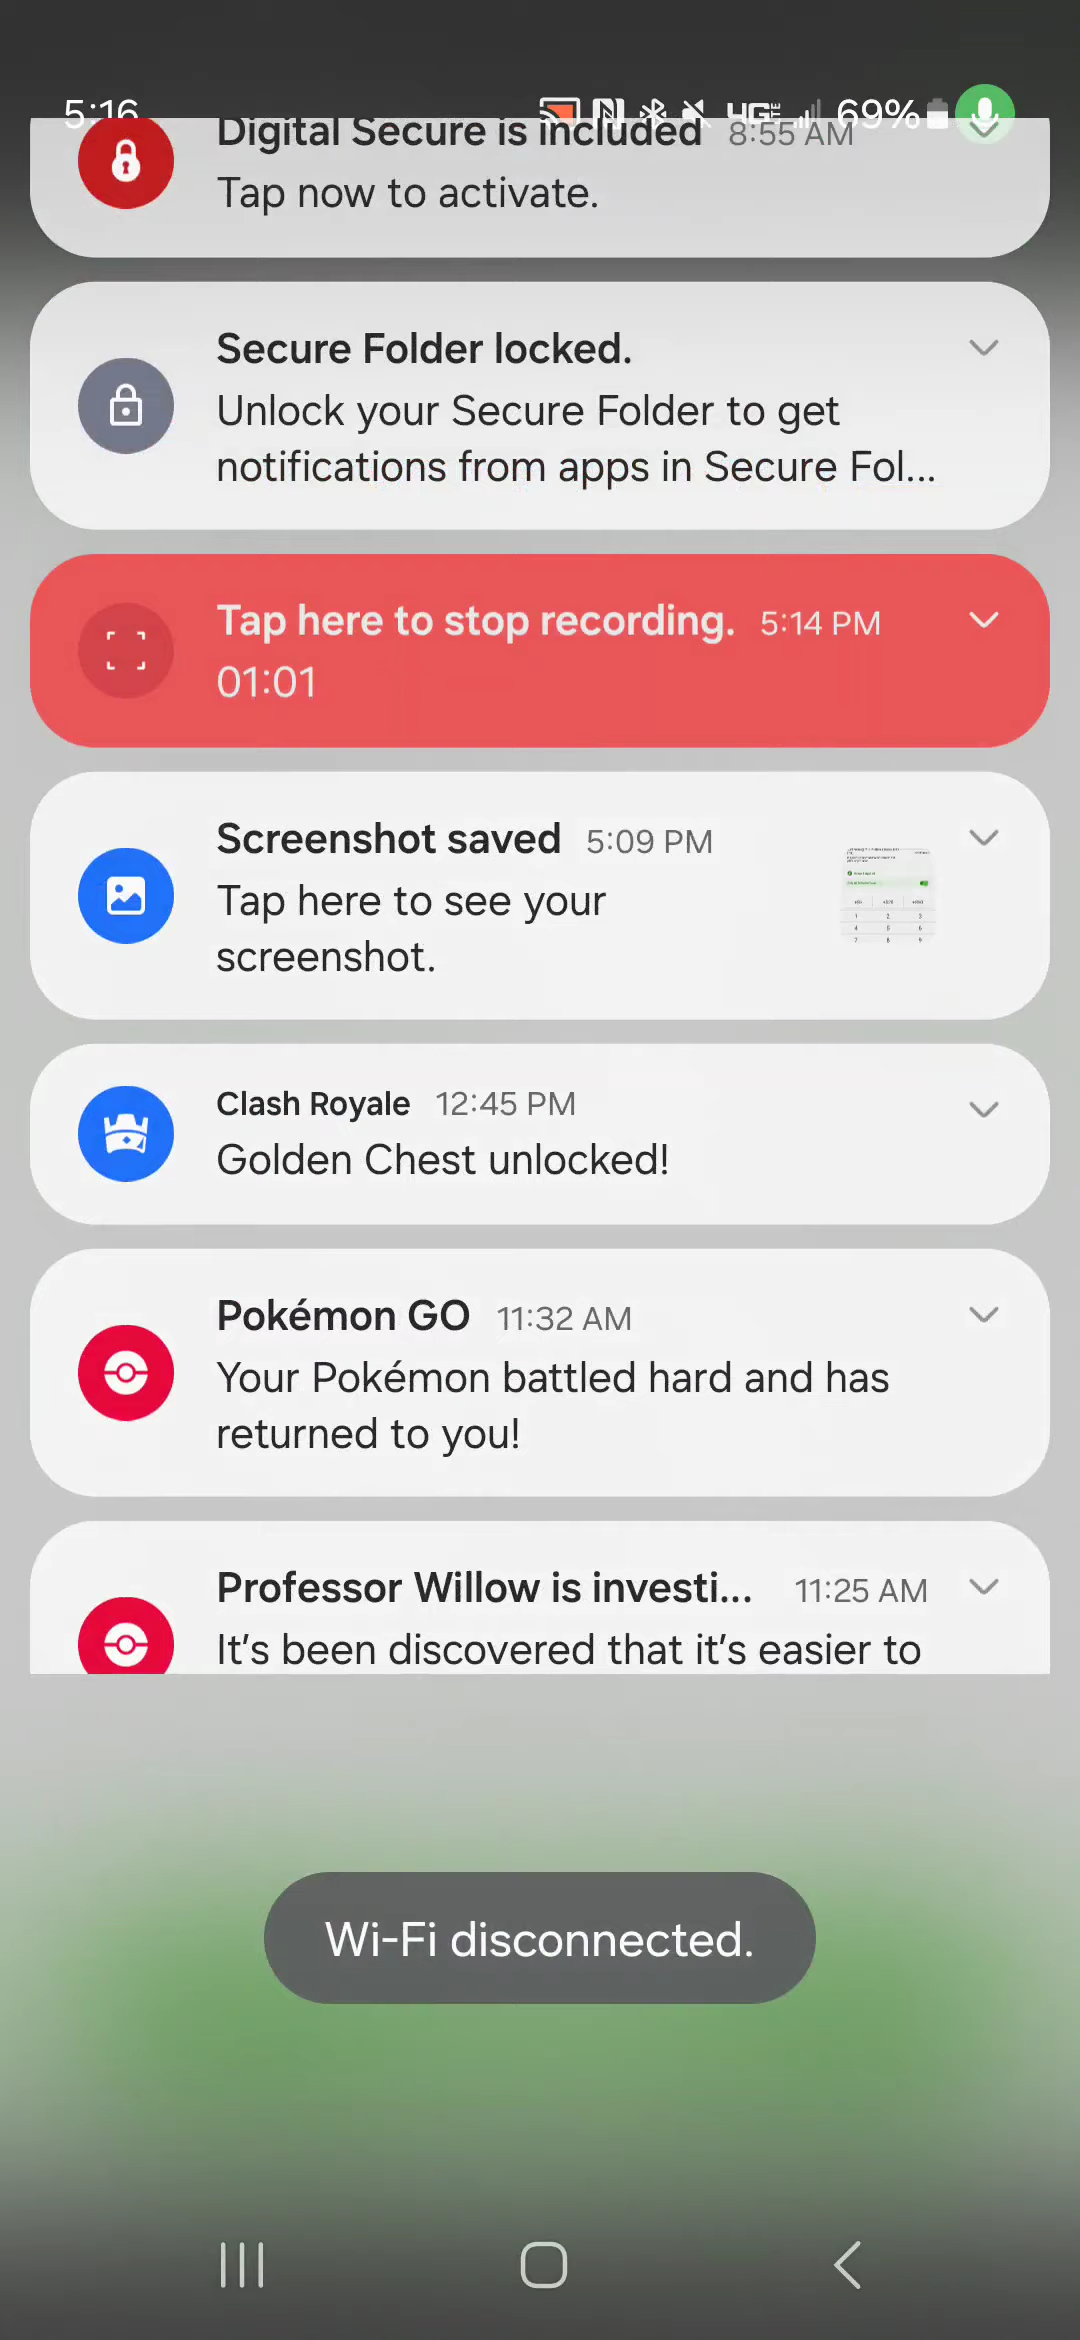 5:16
4G LTE 69%
Digital Secure is included 8:55 AM
Tap now to activate.
Secure Folder locked.
Unlock your Secure Folder to get
notifications from apps in Secure Fol...
Tap here to stop recording. 5:14 PM
01:01
Screenshot saved 5:09 PM
Tap here to see your
screenshot.
Clash Royale 12:45 PM
Golden Chest unlocked!
Pokémon GO 11:32 AM
Your Pokémon battled hard and has
returned to you!
Professor Willow is investi... 11:25 AM
It's been discovered that it's easier to
Wi-Fi disconnected.